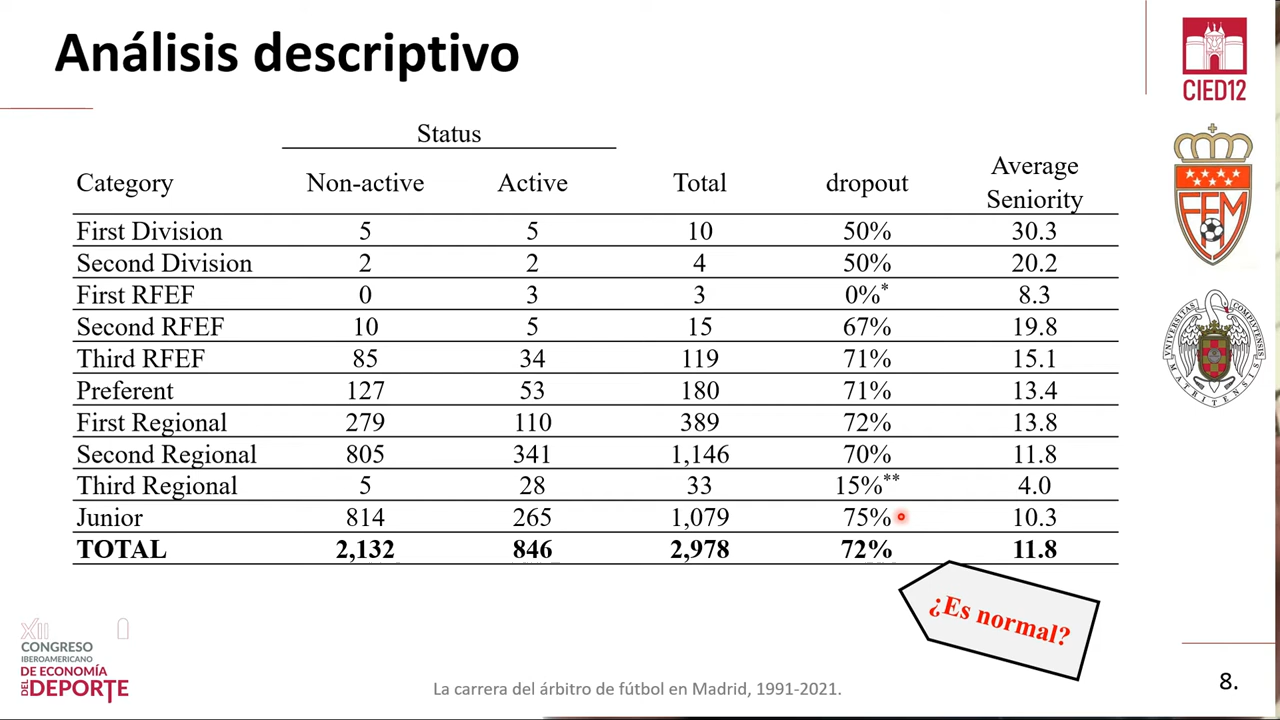 Análisis descriptivo
CIED12
Status
Category Non-active Active Total dropout Average Seniority
First Division 5 5 10 50% 30.3
Second Division 2 2 4 50% 20.2
First RFEF 0 3 3 0%* 8.3
Second RFEF 10 5 15 67% 19.8
Third RFEF 85 34 119 71% 15.1
Preferent 127 53 180 71% 13.4
First Regional 279 110 389 72% 13.8
Second Regional 805 341 1,146 70% 11.8
Third Regional 5 28 33 15%** 4.0
Junior 814 265 1,079 75% 10.3
TOTAL 2,132 846 2,978 72% 11.8
¿Es normal?
FFM
VNIVERSITAS COMPLVTENSIS
MATRITENSIS
XII
CONGRESO
IBEROAMERICANO
DE ECONOMÍA
DEL DEPORTE
La carrera del árbitro de fútbol en Madrid, 1991-2021.
8.